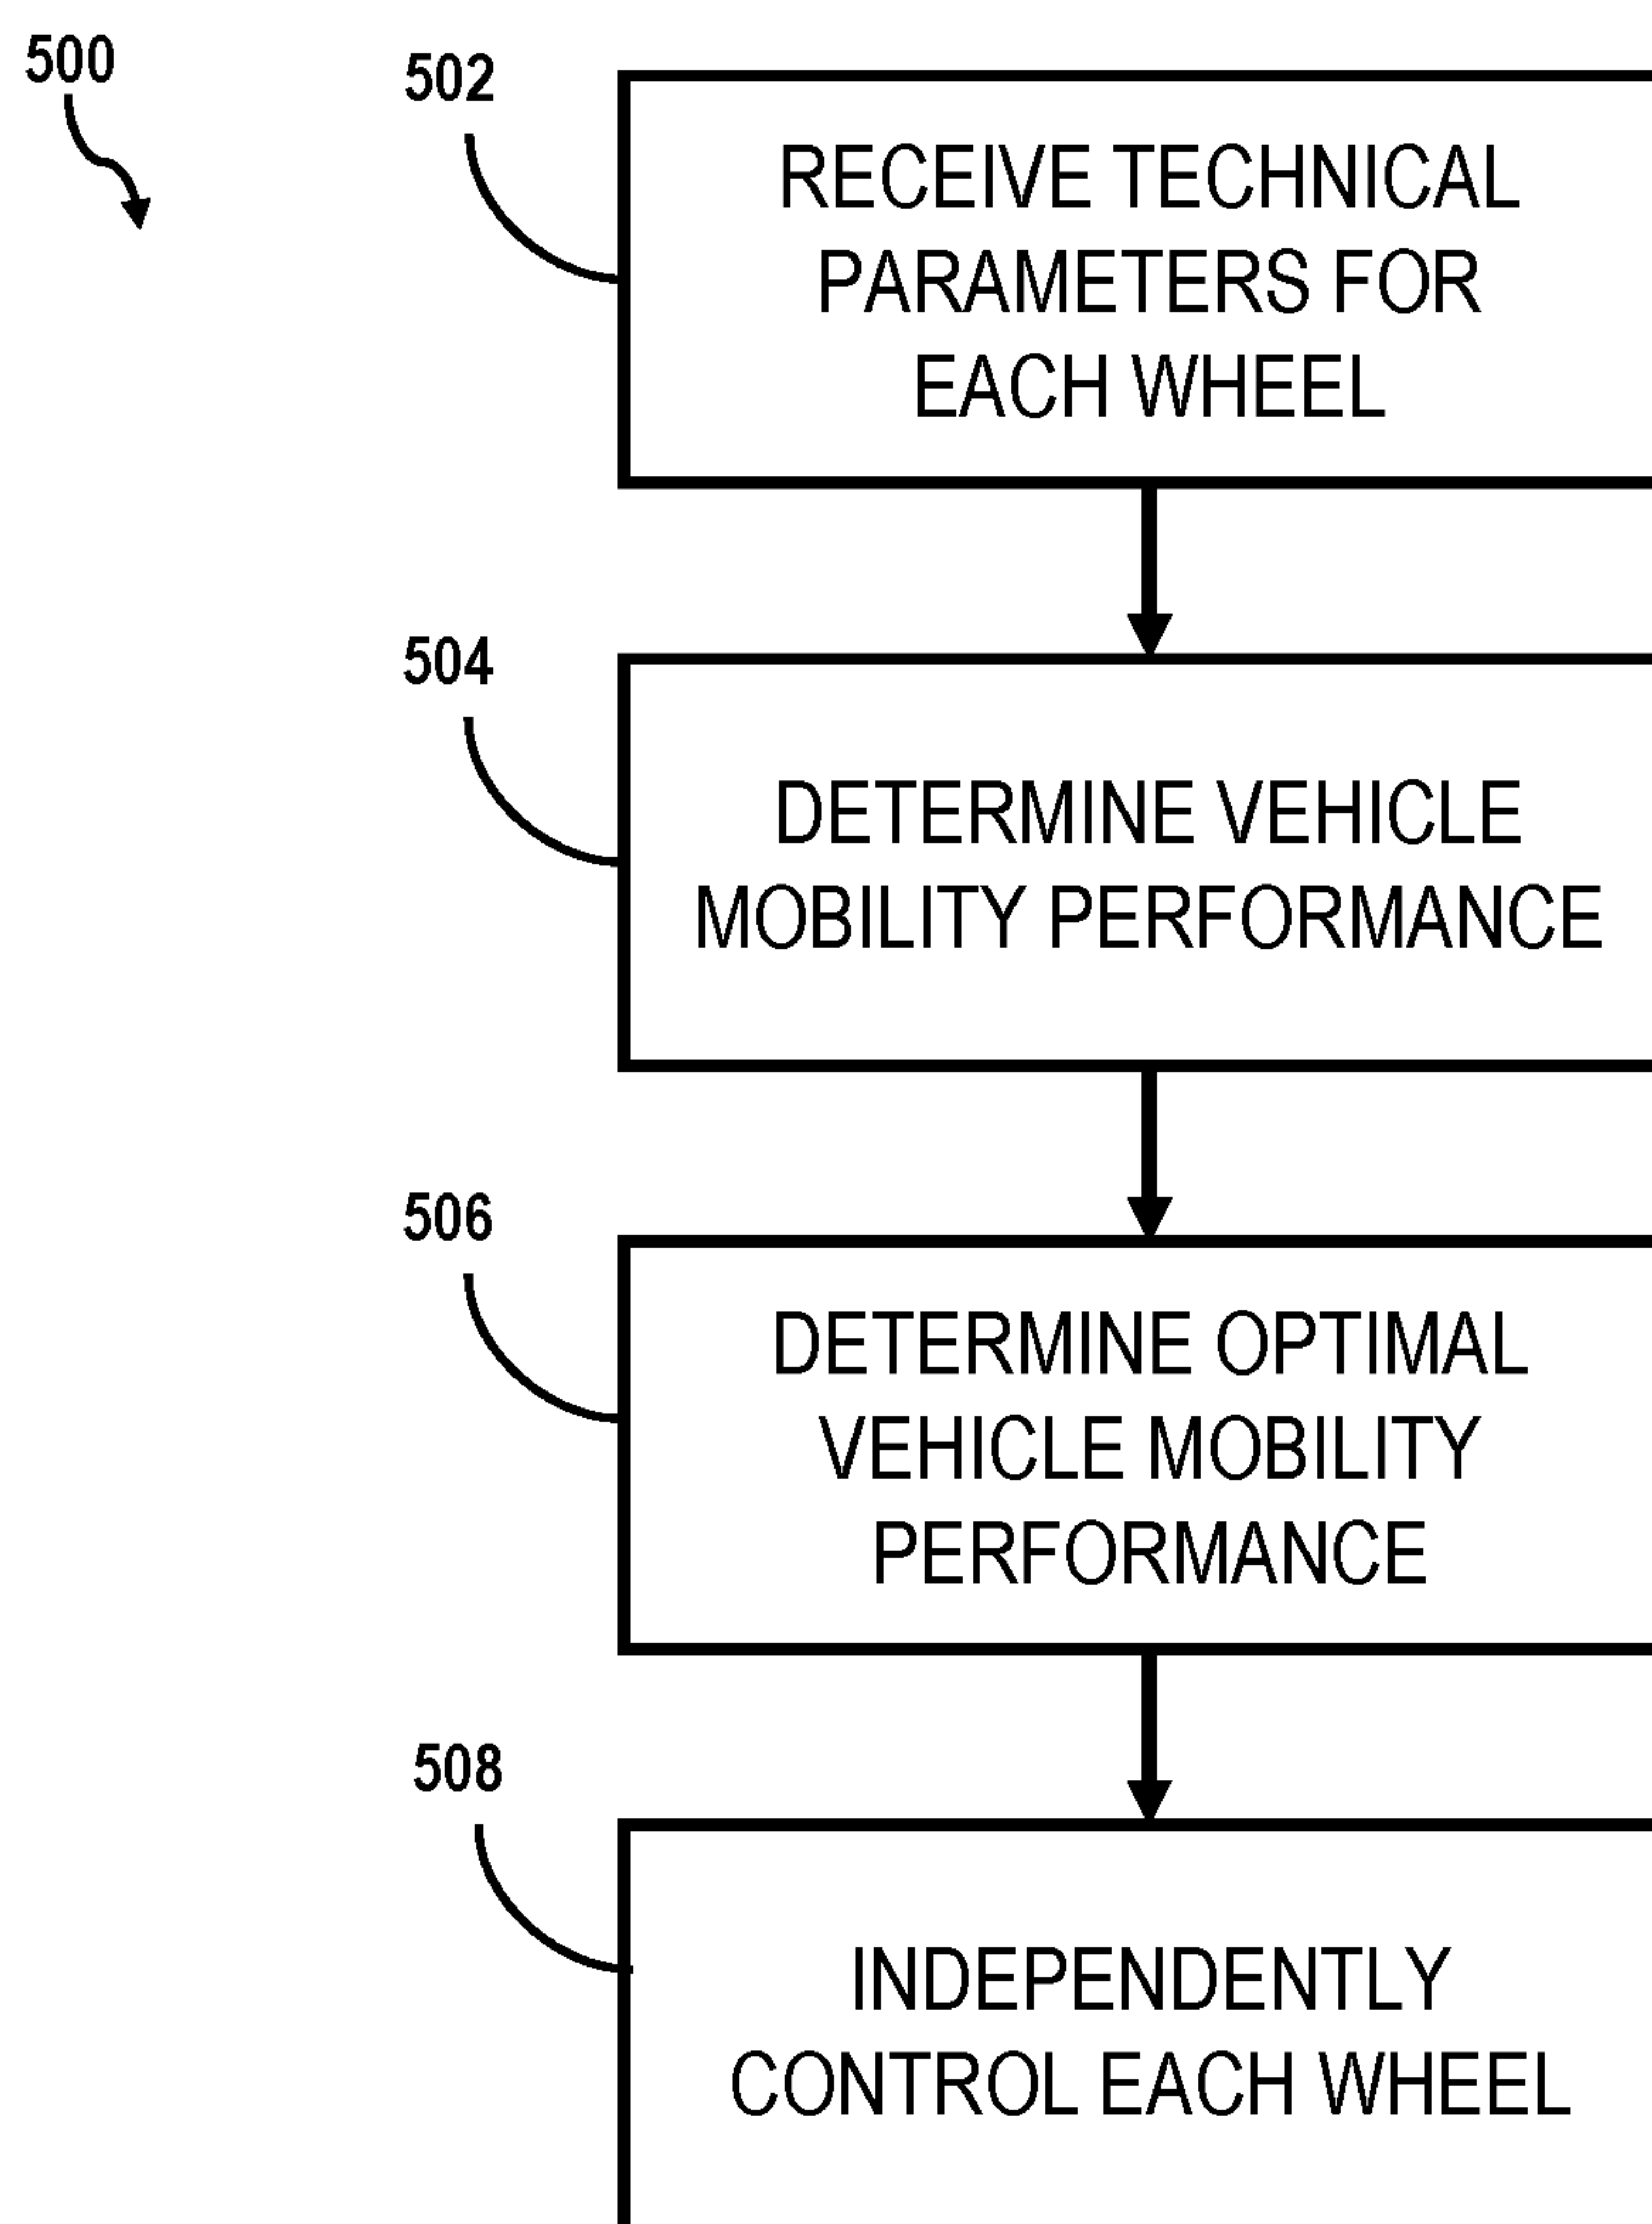 500
502
RECEIVE TECHNICAL
PARAMETERS FOR
EACH WHEEL
504
DETERMINE VEHICLE
MOBILITY PERFORMANCE
506
DETERMINE OPTIMAL
VEHICLE MOBILITY
PERFORMANCE
508
INDEPENDENTLY
CONTROL EACH WHEEL